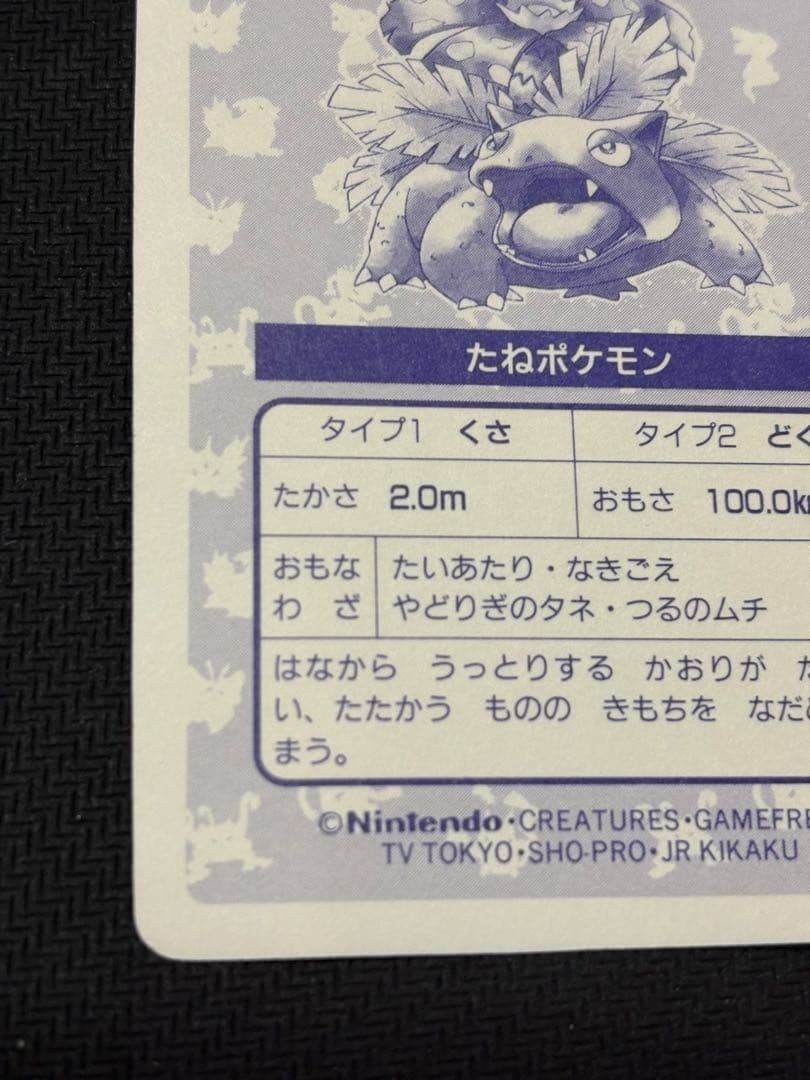 たねポケモン
タイプ1 くさ タイプ2 どく
たかさ 2.0m おもさ 100.0k
おもな たいあたり・なきごえ
わ ざ やどりぎのタネ・つるのムチ
はなから うっとりする かおりが
い、たたかう ものの きもちを なだ
まう。
©Nintendo・CREATURES・GAMEFRE
TV TOKYO・SHO-PRO・JR KIKAKU